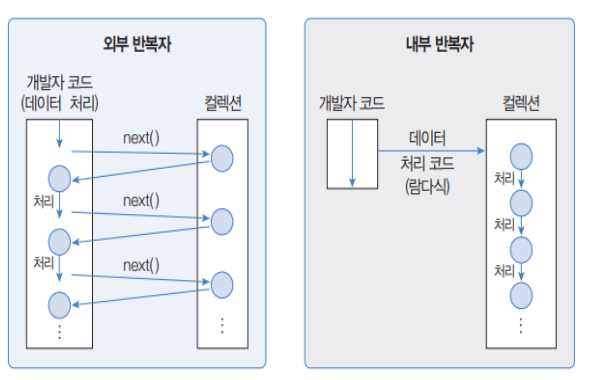 외부 반복자
개발자 코드
(데이터 처리)
컬렉션
next()
처리
next()
처리
next()
⋮
⋮
내부 반복자
개발자 코드
컬렉션
데이터
처리 코드
(람다식)
처리
처리
처리
⋮